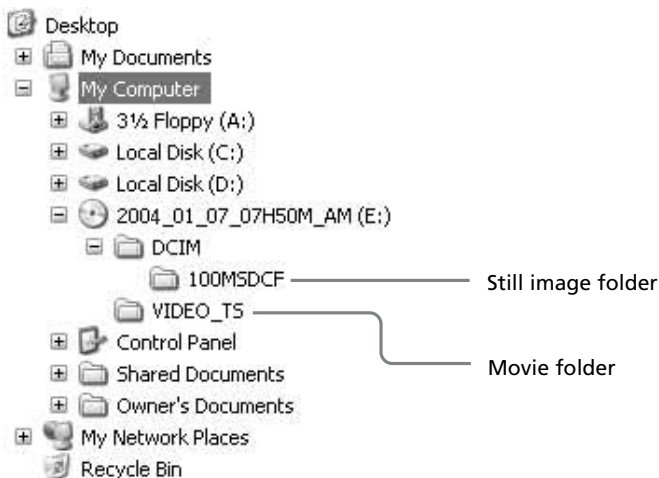 Desktop
My Documents
My Computer
3½ Floppy (A:)
Local Disk (C:)
Local Disk (D:)
2004_01_07_07H50M_AM (E:)
DCIM
100MSDCF
Still image folder
VIDEO_TS
Movie folder
Control Panel
Shared Documents
Owner's Documents
My Network Places
Recycle Bin